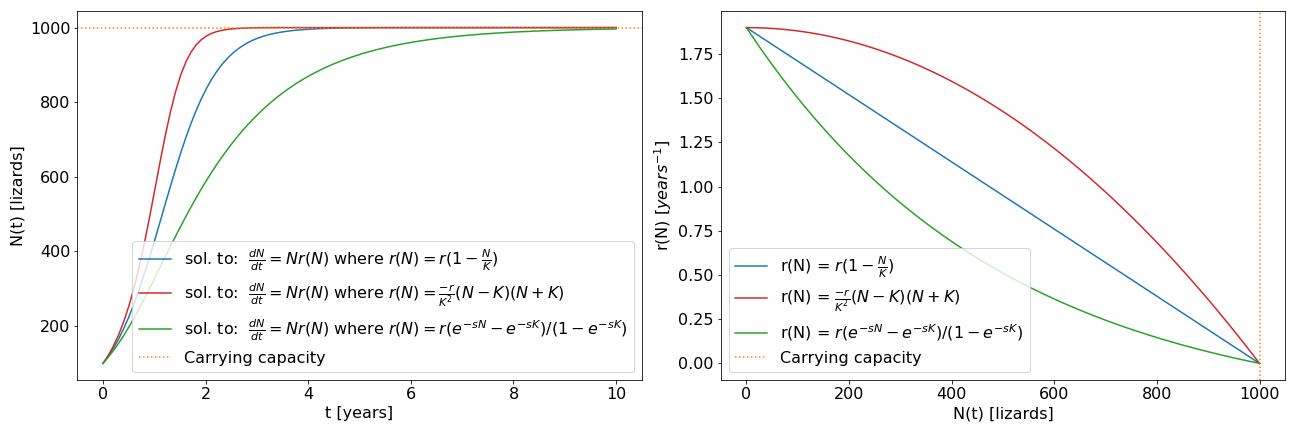 1000
800
600
400
200
N(t) [lizards]
sol. to: dN/dt = Nr(N) where r(N) = r(1 − N/K)
sol. to: dN/dt = Nr(N) where r(N) = −r/K² (N − K)(N + K)
sol. to: dN/dt = Nr(N) where r(N) = r(e^{−sN} − e^{−sK})/(1 − e^{−sK})
Carrying capacity
0 2 4 6 8 10
t [years]
1.75
1.50
1.25
1.00
0.75
0.50
0.25
0.00
r(N) [years⁻¹]
r(N) = r(1 − N/K)
r(N) = −r/K² (N − K)(N + K)
r(N) = r(e^{−sN} − e^{−sK})/(1 − e^{−sK})
Carrying capacity
0 200 400 600 800 1000
N(t) [lizards]